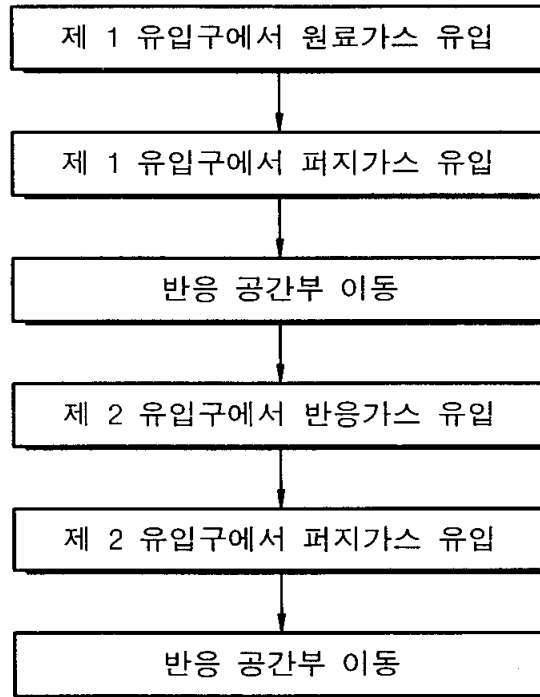 제 1 유입구에서 원료가스 유입
제 1 유입구에서 퍼지가스 유입
반응 공간부 이동
제 2 유입구에서 반응가스 유입
제 2 유입구에서 퍼지가스 유입
반응 공간부 이동